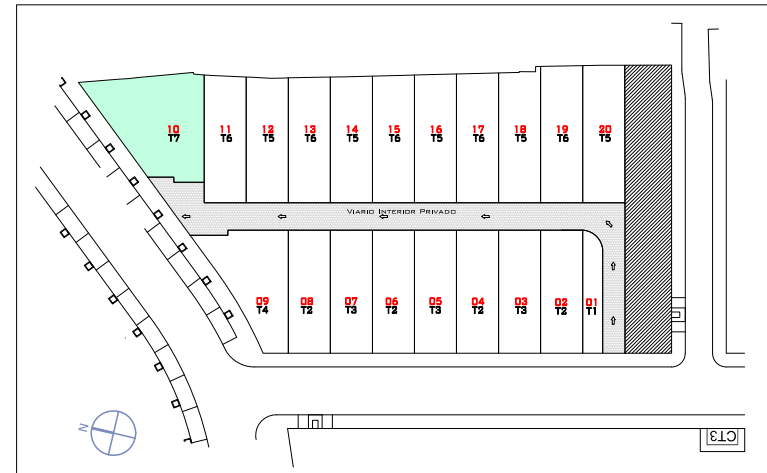 10
T7
11
T6
12
T5
13
T6
14
T5
15
T6
16
T5
17
T6
18
T5
19
T6
20
T5
Viario Interior Privado
09
T4
08
T2
07
T3
06
T2
05
T3
04
T2
03
T3
02
T2
01
T1
N
CT3